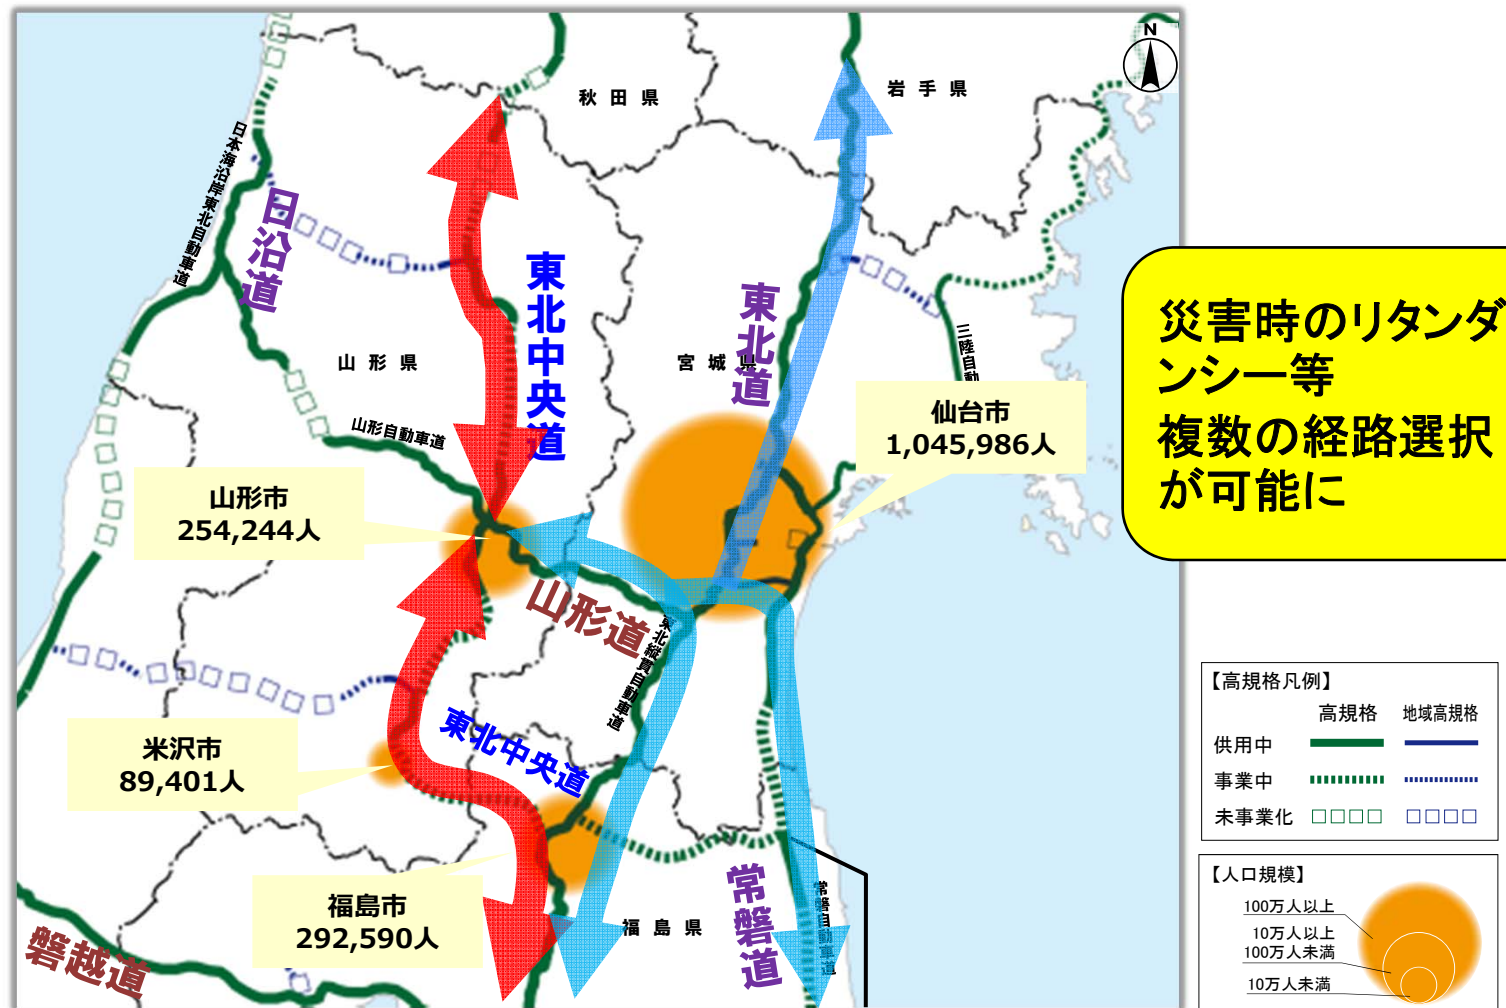 N
秋田県
岩手県
日本海沿岸東北自動車道
日沿道
東北中央道
東北道
山形県
宮城県
三陸自動
山形自動車道
仙台市
1,045,986人
災害時のリタンダ
ンシー等
複数の経路選択
が可能に
山形市
254,244人
山形道
東北縦貫自動車道
米沢市
89,401人
東北中央道
福島市
292,590人
福島県
常磐道
常磐自動車道
磐越道
【高規格凡例】
高規格 地域高規格
供用中
事業中
未事業化
【人口規模】
100万人以上
10万人以上
100万人未満
10万人未満